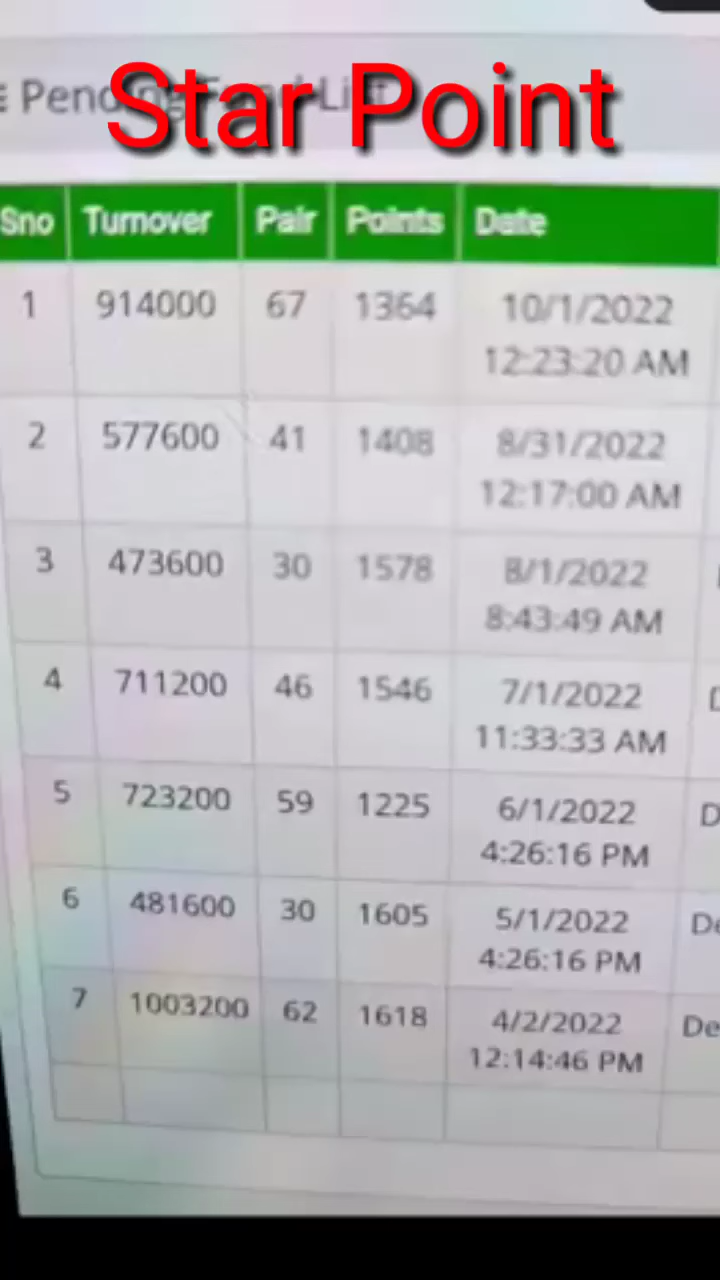 Star Point
Pending Fund List
Sno Turnover Pair Points Date
1 914000 67 1364 10/1/2022
12:23:20 AM
2 577600 41 1408 8/31/2022
12:17:00 AM
3 473600 30 1578 8/1/2022
8:43:49 AM
4 711200 46 1546 7/1/2022
11:33:33 AM
5 723200 59 1225 6/1/2022
4:26:16 PM
6 481600 30 1605 5/1/2022
4:26:16 PM
7 1003200 62 1618 4/2/2022
12:14:46 PM